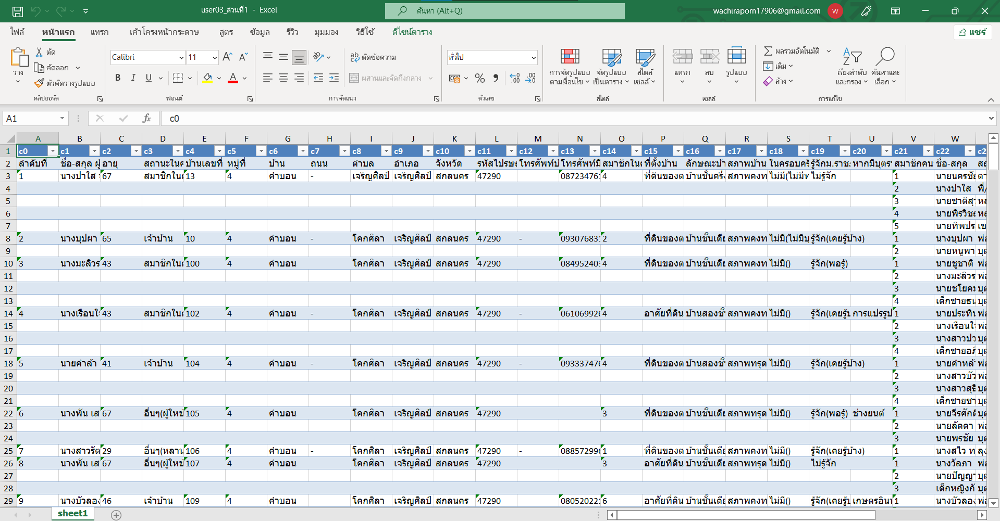 user03_ส่วนที่1 - Excel
ค้นหา (Alt+Q)
wachiraporn17906@gmail.com W
ไฟล์ หน้าแรก แทรก เค้าโครงหน้ากระดาษ สูตร ข้อมูล รีวิว มุมมอง วิธีใช้ ดีไซน์ตาราง แชร์
วาง ตัด คัดลอก ตัวคัดวางรูปแบบ คลิปบอร์ด
Calibri 11 B I U A ฟอนต์
ab ตัดข้อความ ผสานและจัดกึ่งกลาง การจัดแนว
ทั่วไป % ตัวเลข
การจัดรูปแบบตามเงื่อนไข จัดรูปแบบเป็นตาราง สไตล์เซลล์ สไตล์
แทรก ลบ รูปแบบ เซลล์
ผลรวมอัตโนมัติ เติม ล้าง เรียงลำดับและกรอง ค้นหาและเลือก การแก้ไข
A1 fx c0
A B C D E F G H I J K L M N O P Q R S T U V W
1 c0 c1 c2 c3 c4 c5 c6 c7 c8 c9 c10 c11 c12 c13 c14 c15 c16 c17 c18 c19 c20 c21 c22 c2
2 ลำดับที่ ชื่อ-สกุล ผู้ อายุ สถานะในค บ้านเลขที่ หมู่ที่ บ้าน ถนน ตำบล อำเภอ จังหวัด รหัสไปรษณ โทรศัพท์บ โทรศัพท์มื สมาชิกใน ที่ตั้งบ้าน ลักษณะบ้า สภาพบ้าน ในครอบครั รู้จักม.ราช หากมีบุตร สมาชิกคน ชื่อ-สกุล สถ
3 1 นางปาใส 67 สมาชิกใน 13 4 คำบอน - เจริญศิลป์ เจริญศิลป์ สกลนคร 47290 087234761 4 ที่ดินของต บ้านชั้นครึ่ง สภาพคงท ไม่มี(ไม่มีท ไม่รู้จัก 1 นายนครชัย ตา
4 2 นางปาใส พี่/
5 3 นายชาติสุ หล
6 4 นายพิรวิชย หล
7 5 นายทิพประ เข
8 2 นางบุปผา 65 เจ้าบ้าน 10 4 คำบอน - โคกศิลา เจริญศิลป์ สกลนคร 47290 - 09307683 2 ที่ดินของต บ้านชั้นเดีย สภาพคงท ไม่มี(ไม่มีบ รู้จัก(เคยรู้บ้าง) 1 นางบุปผา พ่อ
9 2 นายหนูพา บุต
10 3 นางมะลิวร 43 สมาชิกใน 100 4 คำบอน โคกศิลา เจริญศิลป์ สกลนคร 47290 08495240 4 ที่ดินของต บ้านชั้นเดีย สภาพคงท ไม่มี() รู้จัก(พอรู้) 1 นายชูชาติ พ่อ
11 2 นางมะลิวร พ่อ
12 3 นายชโยคม บุต
13 4 เด็กชายธน บุต
14 4 นางเรือนใ 43 สมาชิกใน 102 4 คำบอน - โคกศิลา เจริญศิลป์ สกลนคร 47290 - 06106992 4 อาศัยที่ดิน บ้านสองชั้ สภาพคงท ไม่มี() รู้จัก(เคยรู้บ การแปรรูป 1 นายประทิน พ่อ
15 2 นางเรือนใ พ่อ
16 3 นางสาวปว บุต
17 4 เด็กชายอภิ บุต
18 5 นายคำล้า 41 เจ้าบ้าน 104 4 คำบอน - โคกศิลา เจริญศิลป์ สกลนคร 47290 - 09333747 4 ที่ดินของต บ้านสองชั้ สภาพทรุด ไม่มี() รู้จัก(เคยรู้บ้าง) 1 นายคำหล้า พ่อ
19 2 นางสาวบัว พ่อ
20 3 นางสาวสุธิ บุต
21 4 เด็กชายชา บุต
22 6 นางพัน เส 67 อื่นๆ(ผู้ใหญ่ 105 4 คำบอน โคกศิลา เจริญศิลป์ สกลนคร 47290 3 ที่ดินของต บ้านชั้นเดีย สภาพทรุด ไม่มี() รู้จัก(พอรู้) ช่างยนต์ 1 นายจีรศักดิ์ บุต
23 2 นายลัดดา พ่อ
24 3 นายพรชัย บุต
25 7 นางสาวรัต 29 อื่นๆ(หลาน 106 4 คำบอน - โคกศิลา เจริญศิลป์ สกลนคร 47290 - 08857299 1 ที่ดินของต บ้านชั้นเดีย สภาพคงท ไม่มี() รู้จัก(เคยรู้บ้าง) 1 นางสไว ท ลุง
26 8 นางพัน เส 67 อื่นๆ(ผู้ใหญ่ 107 4 คำบอน โคกศิลา เจริญศิลป์ สกลนคร 47290 3 อาศัยที่ดิน บ้านชั้นเดีย สภาพทรุด ไม่มี() ไม่รู้จัก 1 นางวัลภา พ่อ
27 2 นายปัญญา บุต
28 3 เด็กหญิงกั บุต
29 9 นางบัวลอง 46 เจ้าบ้าน 109 4 คำบอน โคกศิลา เจริญศิลป์ สกลนคร 47290 08052022 6 อาศัยที่ดิน บ้านชั้นเดีย สภาพคงท ไม่มี() รู้จัก(เคยรู้บ เกษตรอิน 1 นางบัวลอง พ่อ
sheet1